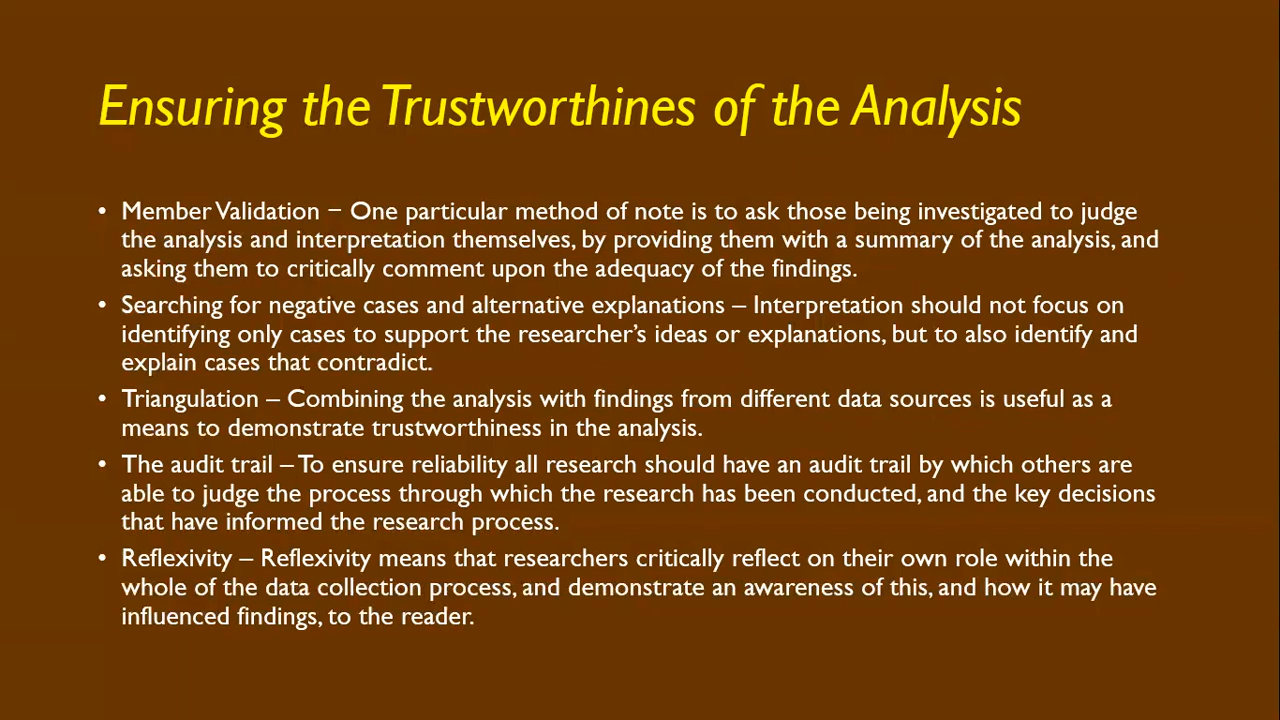 Ensuring the Trustworthines of the Analysis
• Member Validation − One particular method of note is to ask those being investigated to judge
the analysis and interpretation themselves, by providing them with a summary of the analysis, and
asking them to critically comment upon the adequacy of the findings.
• Searching for negative cases and alternative explanations – Interpretation should not focus on
identifying only cases to support the researcher’s ideas or explanations, but to also identify and
explain cases that contradict.
• Triangulation – Combining the analysis with findings from different data sources is useful as a
means to demonstrate trustworthiness in the analysis.
• The audit trail – To ensure reliability all research should have an audit trail by which others are
able to judge the process through which the research has been conducted, and the key decisions
that have informed the research process.
• Reflexivity – Reflexivity means that researchers critically reflect on their own role within the
whole of the data collection process, and demonstrate an awareness of this, and how it may have
influenced findings, to the reader.